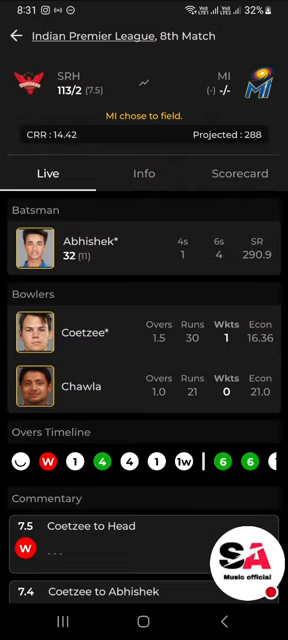 8:31
32%
Indian Premier League, 8th Match
SRH
113/2 (7.5)
MI
(-) -/-
MI chose to field.
CRR : 14.42
Projected : 288
Live
Info
Scorecard
Batsman
Abhishek*
32 (11)
4s 6s SR
1 4 290.9
Bowlers
Coetzee*
Overs Runs Wkts Econ
1.5 30 1 16.36
Chawla
Overs Runs Wkts Econ
1.0 21 0 21.0
Overs Timeline
W 1 4 4 1 1w 6 6
Commentary
7.5 Coetzee to Head
W ---
7.4 Coetzee to Abhishek
SA
Music official